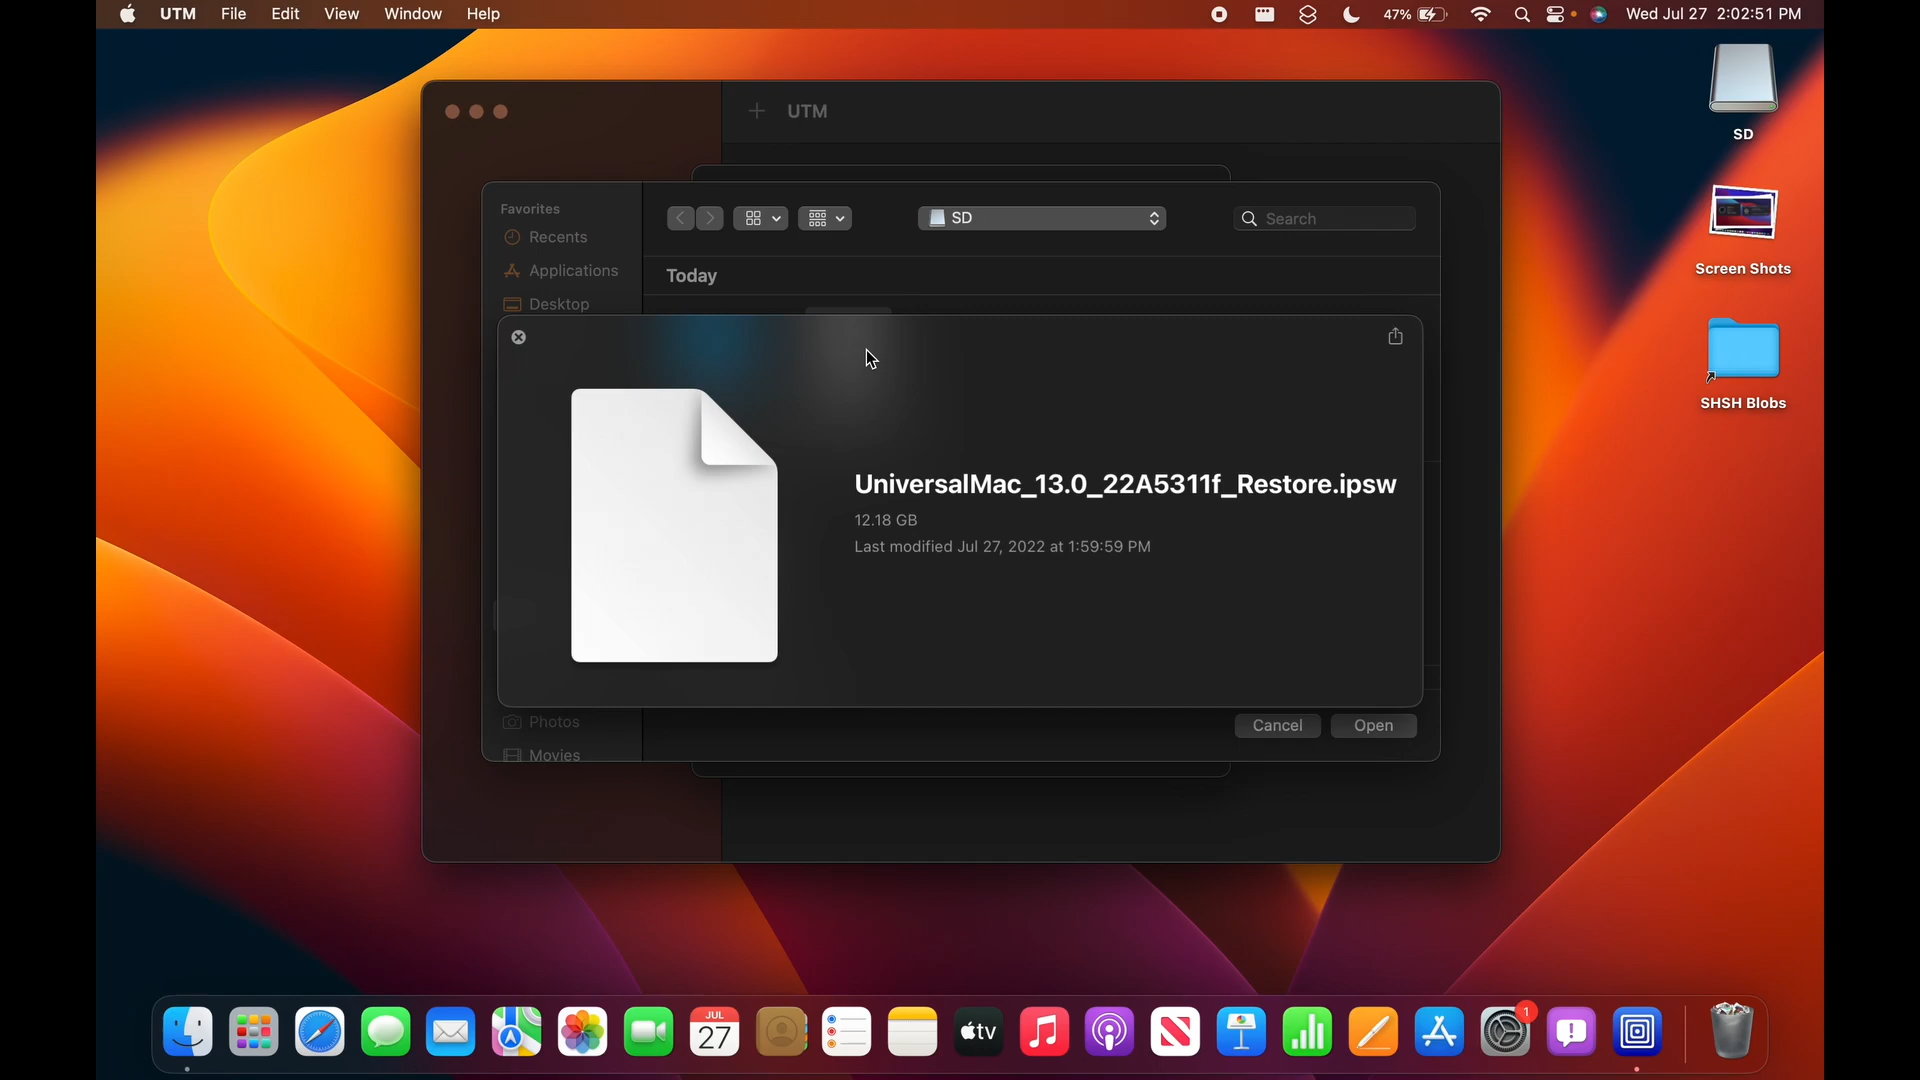 UTM File Edit View Window Help 47% Wed Jul 27 2:02:51 PM
SD
Screen Shots
SHSH Blobs
UTM
Favorites
Recents
Applications
Desktop
SD
Search
Today
UniversalMac_13.0_22A5311f_Restore.ipsw
12.18 GB
Last modified Jul 27, 2022 at 1:59:59 PM
Photos
Movies
Cancel Open
JUL
27
tv
1